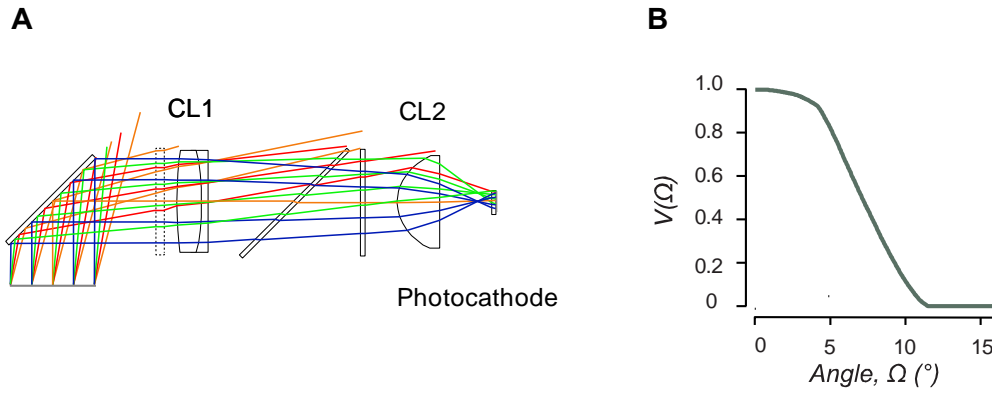 A
B
CL1
CL2
Photocathode
1.0
0.8
0.6
0.4
0.2
0
V(Ω)
0
5
10
15
Angle, Ω (°)